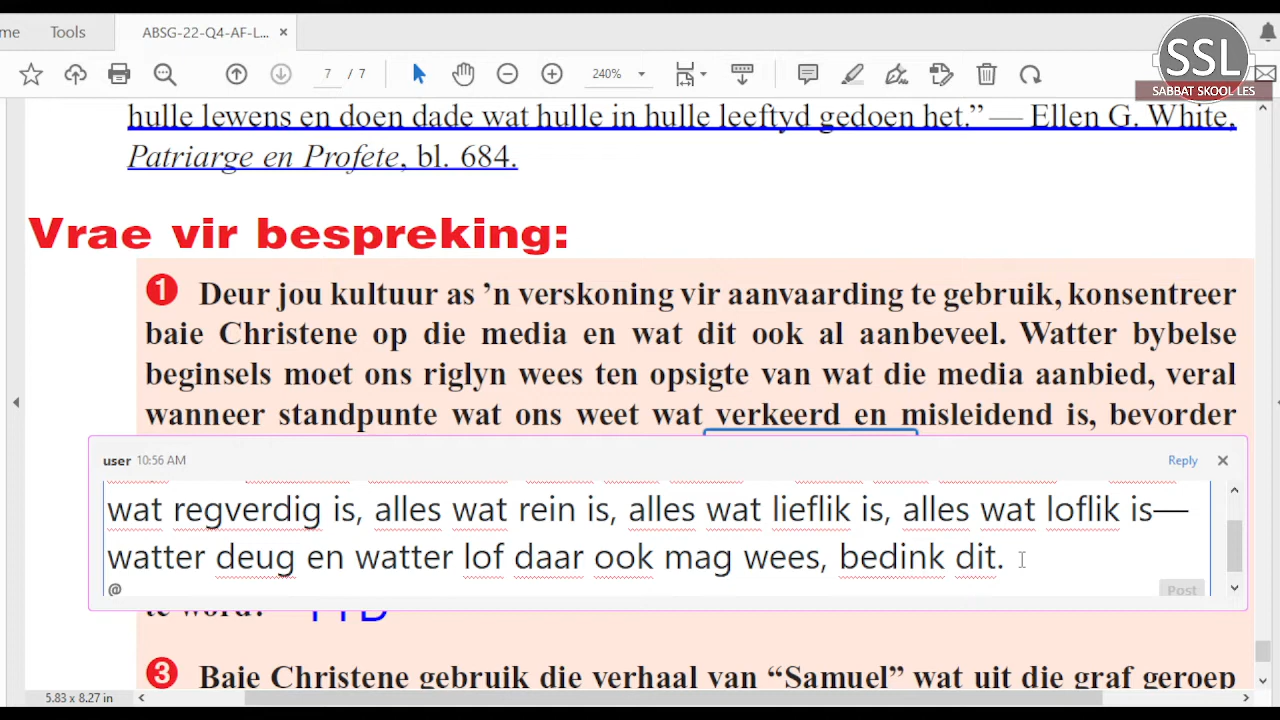 me Tools ABSG-22-Q4-AF-L... ×
SSL
SABBAT SKOOL LES
7 / 7 240%
hulle lewens en doen dade wat hulle in hulle leeftyd gedoen het.” — Ellen G. White,
Patriarge en Profete, bl. 684.
Vrae vir bespreking:
1 Deur jou kultuur as ’n verskoning vir aanvaarding te gebruik, konsentreer
baie Christene op die media en wat dit ook al aanbeveel. Watter bybelse
beginsels moet ons riglyn wees ten opsigte van wat die media aanbied, veral
wanneer standpunte wat ons weet wat verkeerd en misleidend is, bevorder
user 10:56 AM Reply
wat regverdig is, alles wat rein is, alles wat lieflik is, alles wat loflik is—
watter deug en watter lof daar ook mag wees, bedink dit.
@ Post
te word?
3 Baie Christene gebruik die verhaal van “Samuel” wat uit die graf geroep
5.83 x 8.27 in